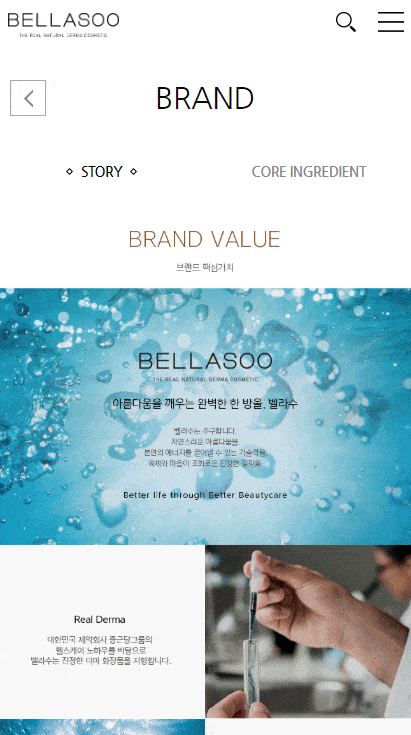 BELLASOO
THE REAL NATURAL DERMA COSMETIC
BRAND
STORY
CORE INGREDIENT
BRAND VALUE
브랜드 핵심가치
BELLASOO
THE REAL NATURAL DERMA COSMETIC
아름다움을 깨우는 완벽한 한 방울, 벨라수
벨라수는 추구합니다.
자연스러운 아름다움을.
본연의 에너지를 끌어낼 수 있는 기술력을.
육체와 마음이 조화로운 진정한 힐링을.
Better life through Better Beautycare
Real Derma
대한민국 제약회사 종근당그룹의
헬스케어 노하우를 바탕으로
벨라수는 진정한 더마 화장품을 지향합니다.